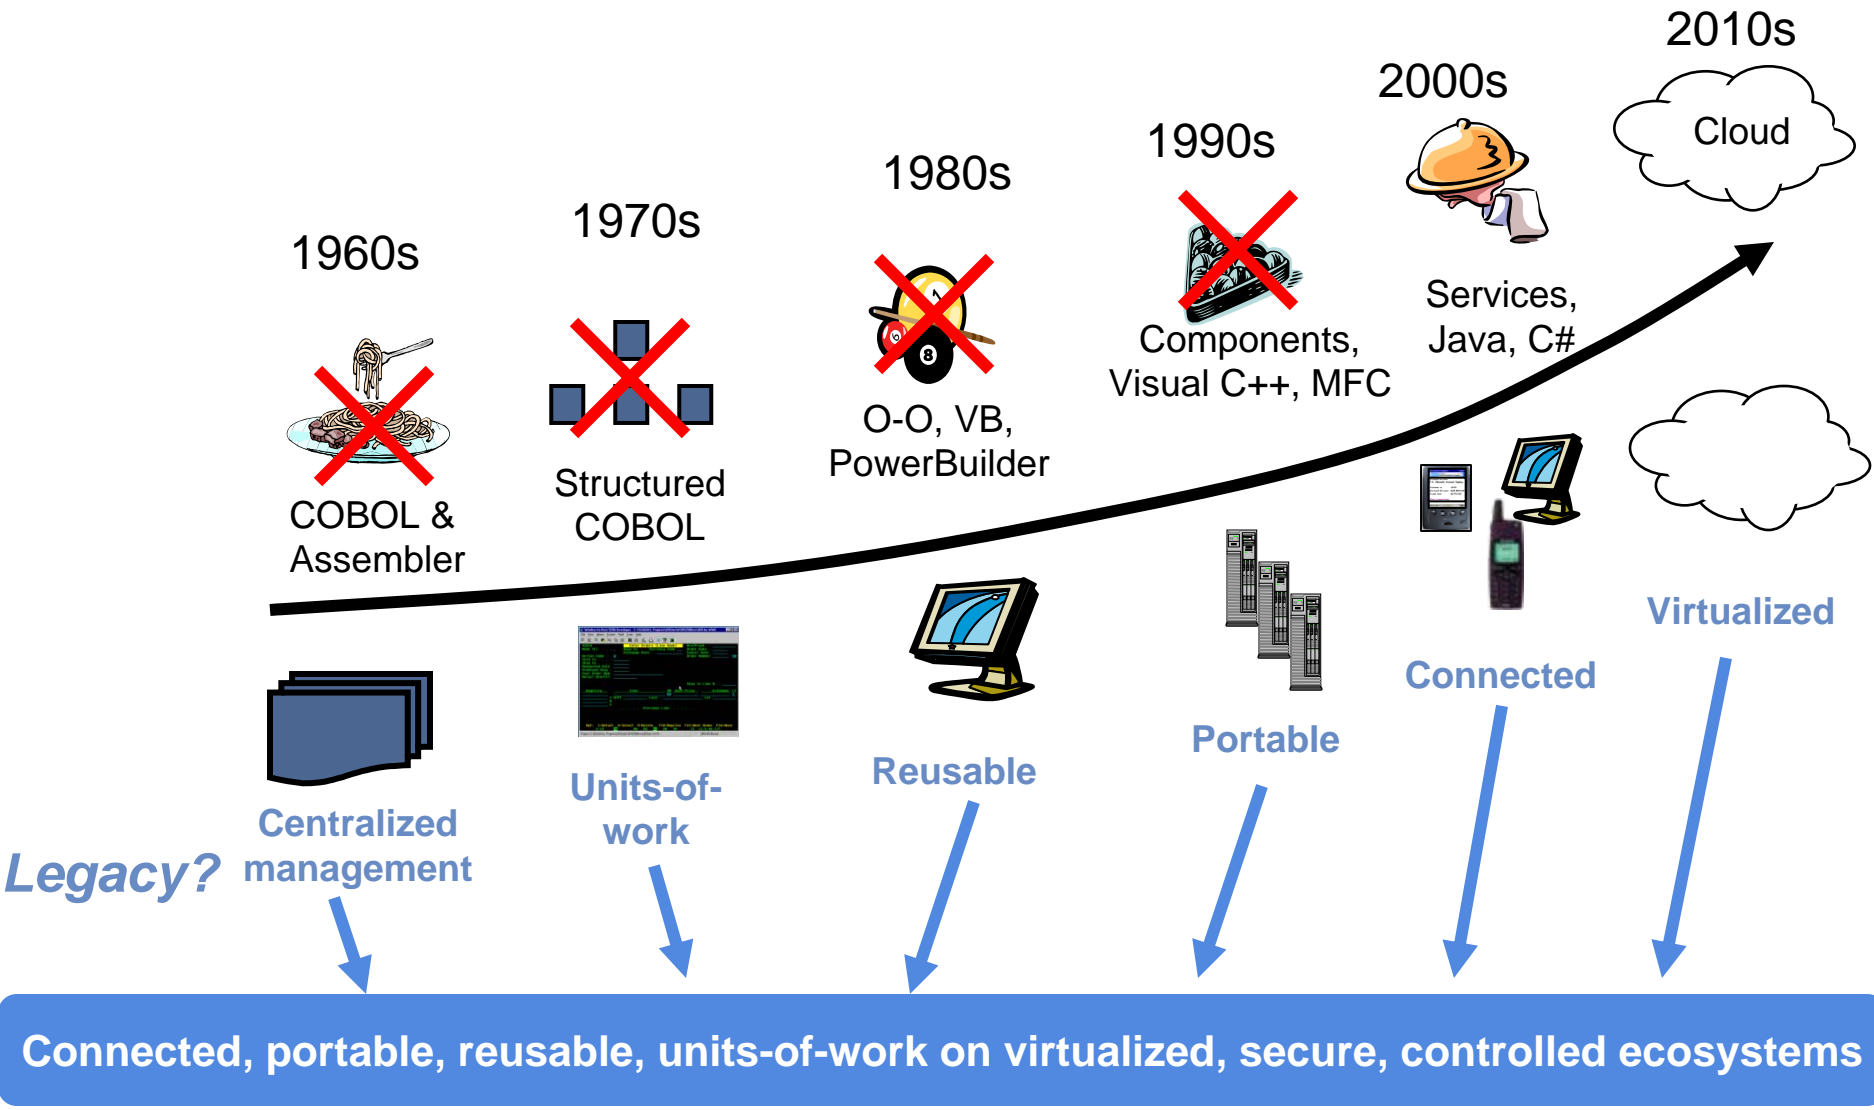 2010s
2000s
1990s
1980s
1970s
1960s
Cloud
Services,
Java, C#
Components,
Visual C++, MFC
O-O, VB,
PowerBuilder
Structured
COBOL
COBOL &
Assembler
8
Virtualized
Connected
Portable
Reusable
Units-of-
work
Centralized
management
Legacy?
Connected, portable, reusable, units-of-work on virtualized, secure, controlled ecosystems